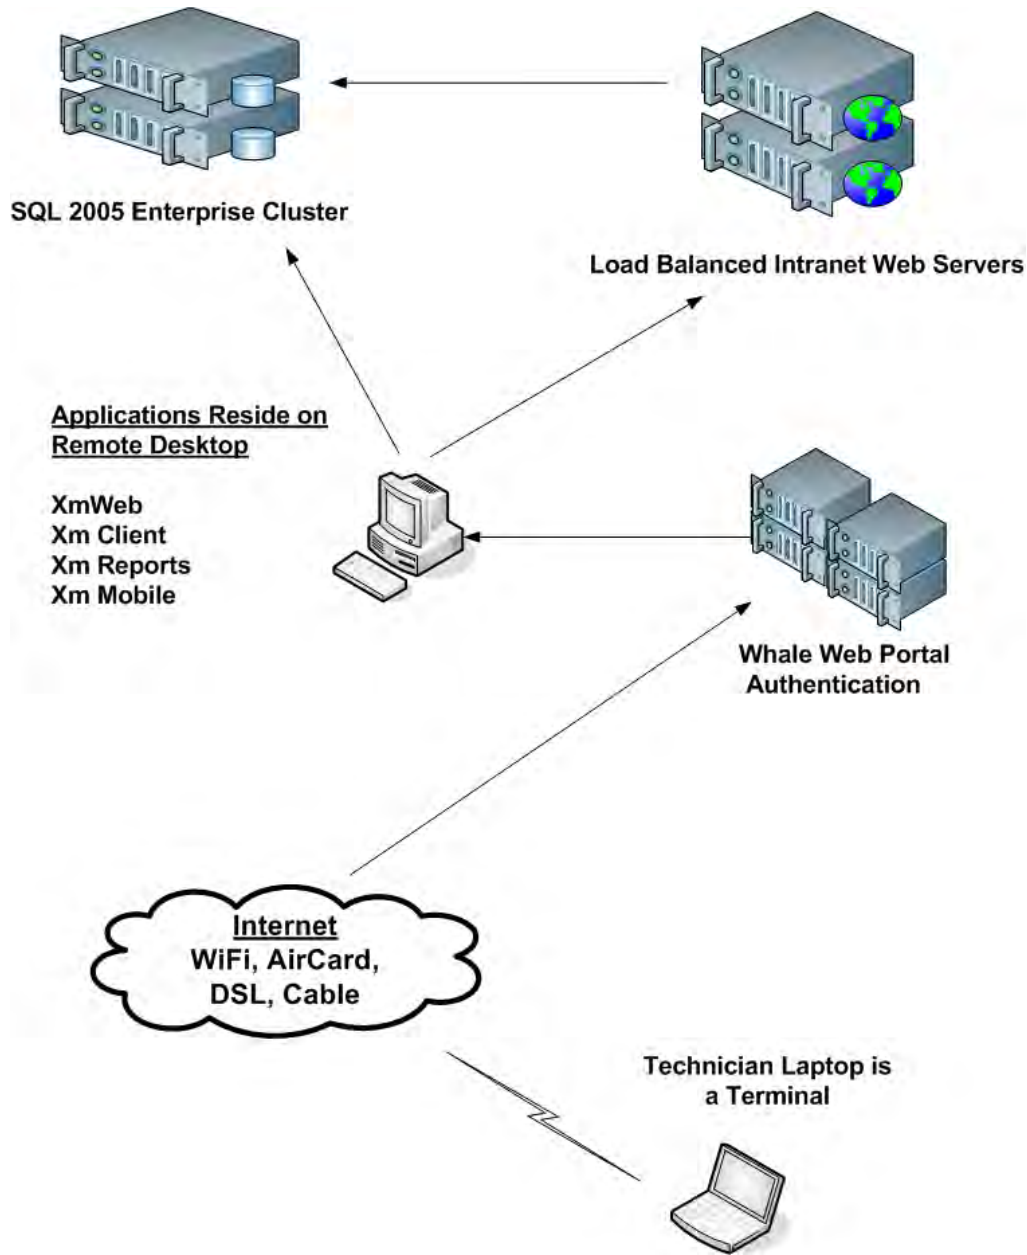 SQL 2005 Enterprise Cluster
Load Balanced Intranet Web Servers
Applications Reside on
Remote Desktop
XmWeb
Xm Client
Xm Reports
Xm Mobile
Whale Web Portal
Authentication
Internet
WiFi, AirCard,
DSL, Cable
Technician Laptop is
a Terminal